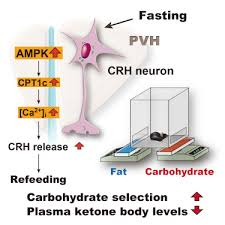 Fasting
PVH
AMPK
CPT1c
CRH neuron
[Ca²⁺]ᵢ
CRH release
Fat
Carbohydrate
Refeeding
Carbohydrate selection
Plasma ketone body levels